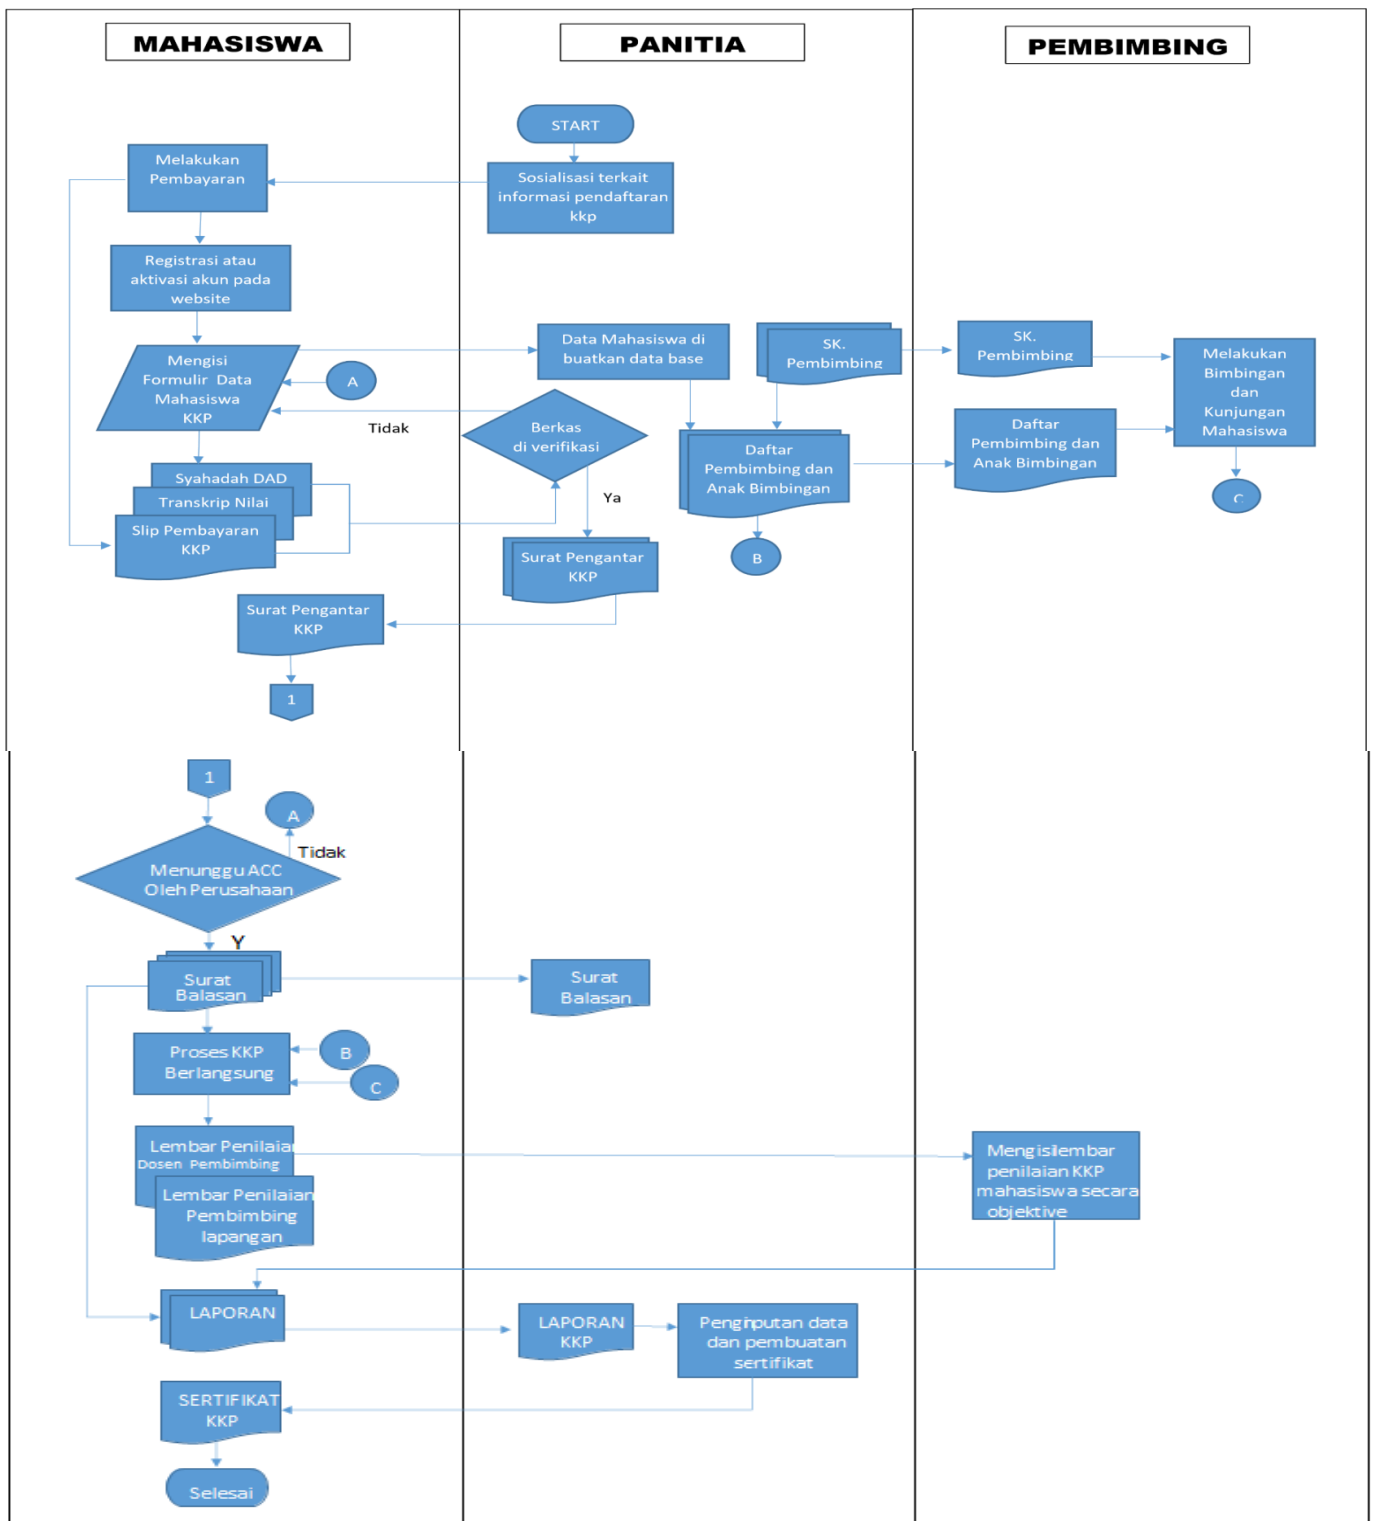 MAHASISWA
PANITIA
PEMBIMBING
START
Melakukan
Pembayaran
Sosialisasi terkait
informasi pendaftaran
kkp
Registrasi atau
aktivasi akun pada
website
Mengisi
Formulir Data
Mahasiswa
KKP
A
Tidak
Data Mahasiswa di
buatkan data base
SK.
Pembimbing
SK.
Pembimbing
Melakukan
Bimbingan
dan
Kunjungan
Mahasiswa
Berkas
di verifikasi
Ya
Daftar
Pembimbing dan
Anak Bimbingan
Daftar
Pembimbing dan
Anak Bimbingan
C
B
Syahadah DAD
Transkrip Nilai
Slip Pembayaran
KKP
Surat Pengantar
KKP
Surat Pengantar
KKP
1
1
A
Tidak
Menunggu ACC
Oleh Perusahaan
Y
Surat
Balasan
Surat
Balasan
Proses KKP
Berlangsung
B
C
Lembar Penilaian
Dosen Pembimbing
Lembar Penilaian
Pembimbing
lapangan
Mengisilembar
penilaian KKP
mahasiswa secara
objektive
LAPORAN
LAPORAN
KKP
Penginputan data
dan pembuatan
sertifikat
SERTIFIKAT
KKP
Selesai